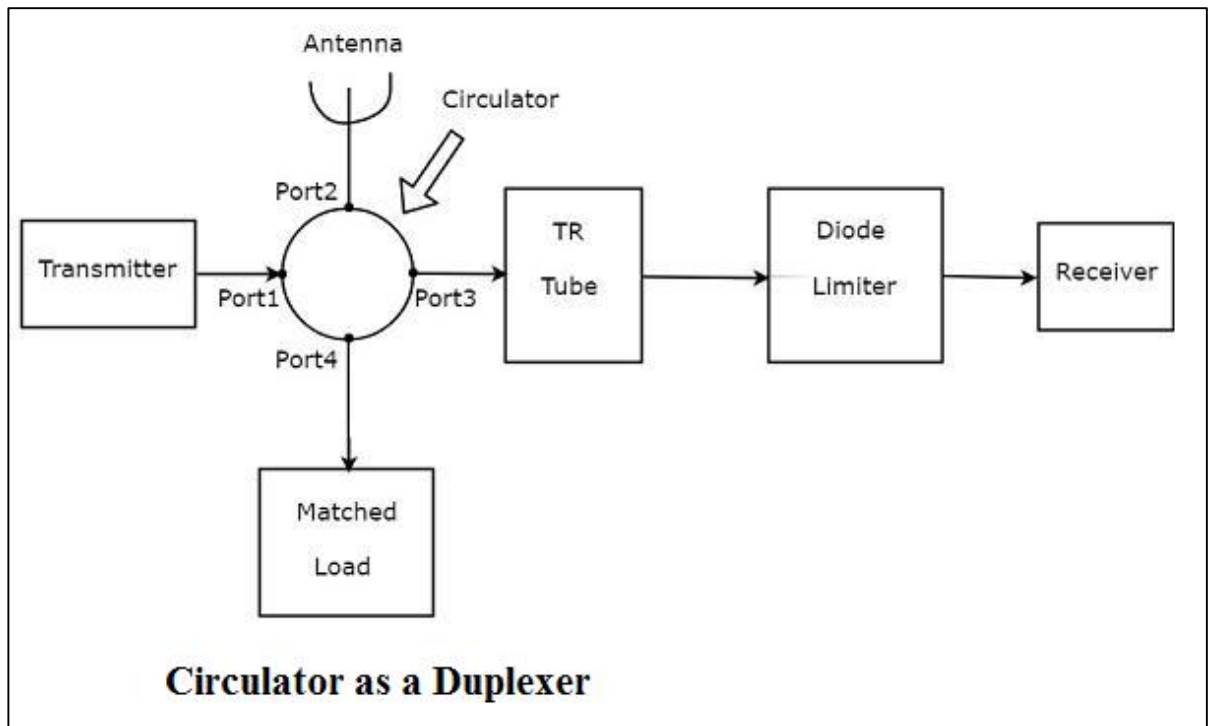 Antenna
Circulator
Port2
Transmitter
Port1
Port3
TR
Tube
Diode
Limiter
Receiver
Port4
Matched
Load
Circulator as a Duplexer